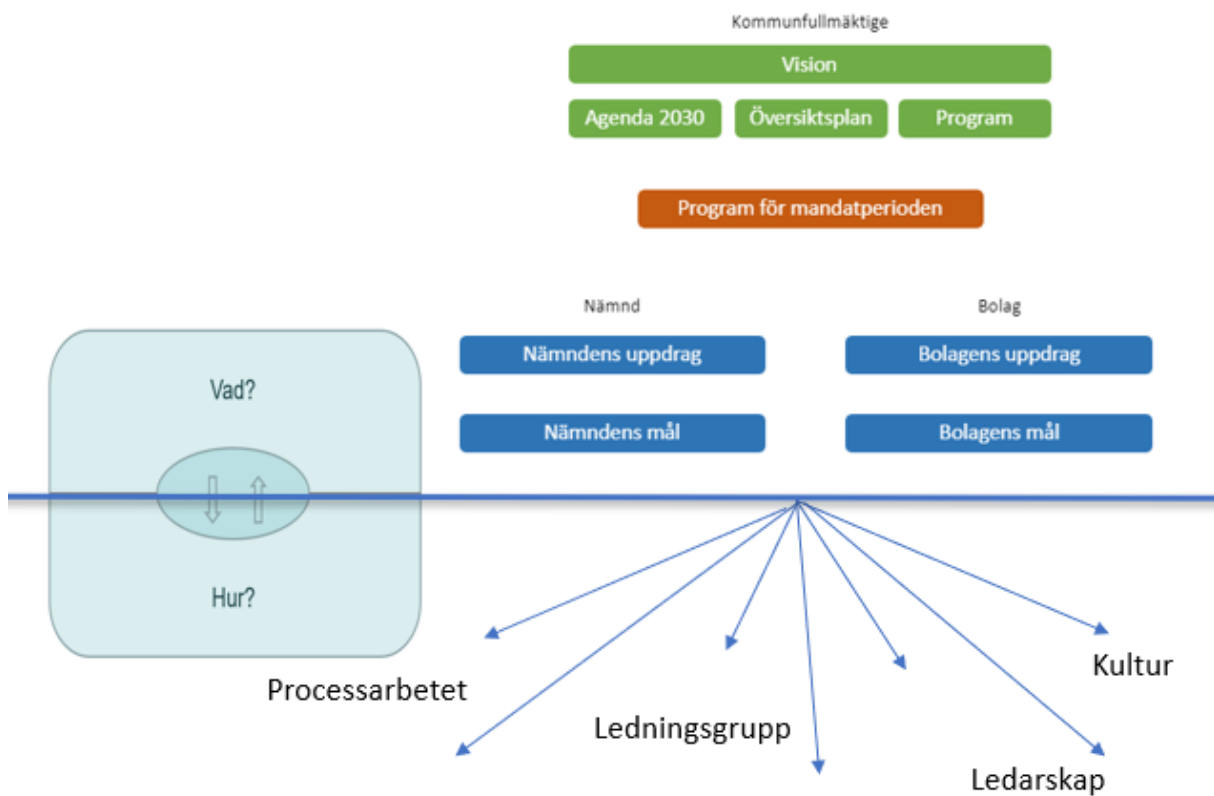 Kommunfullmäktige
Vision
Agenda 2030
Översiktsplan
Program
Program för mandatperioden
Nämnd
Bolag
Nämndens uppdrag
Bolagens uppdrag
Vad?
Nämndens mål
Bolagens mål
Hur?
Processarbetet
Kultur
Ledningsgrupp
Ledarskap